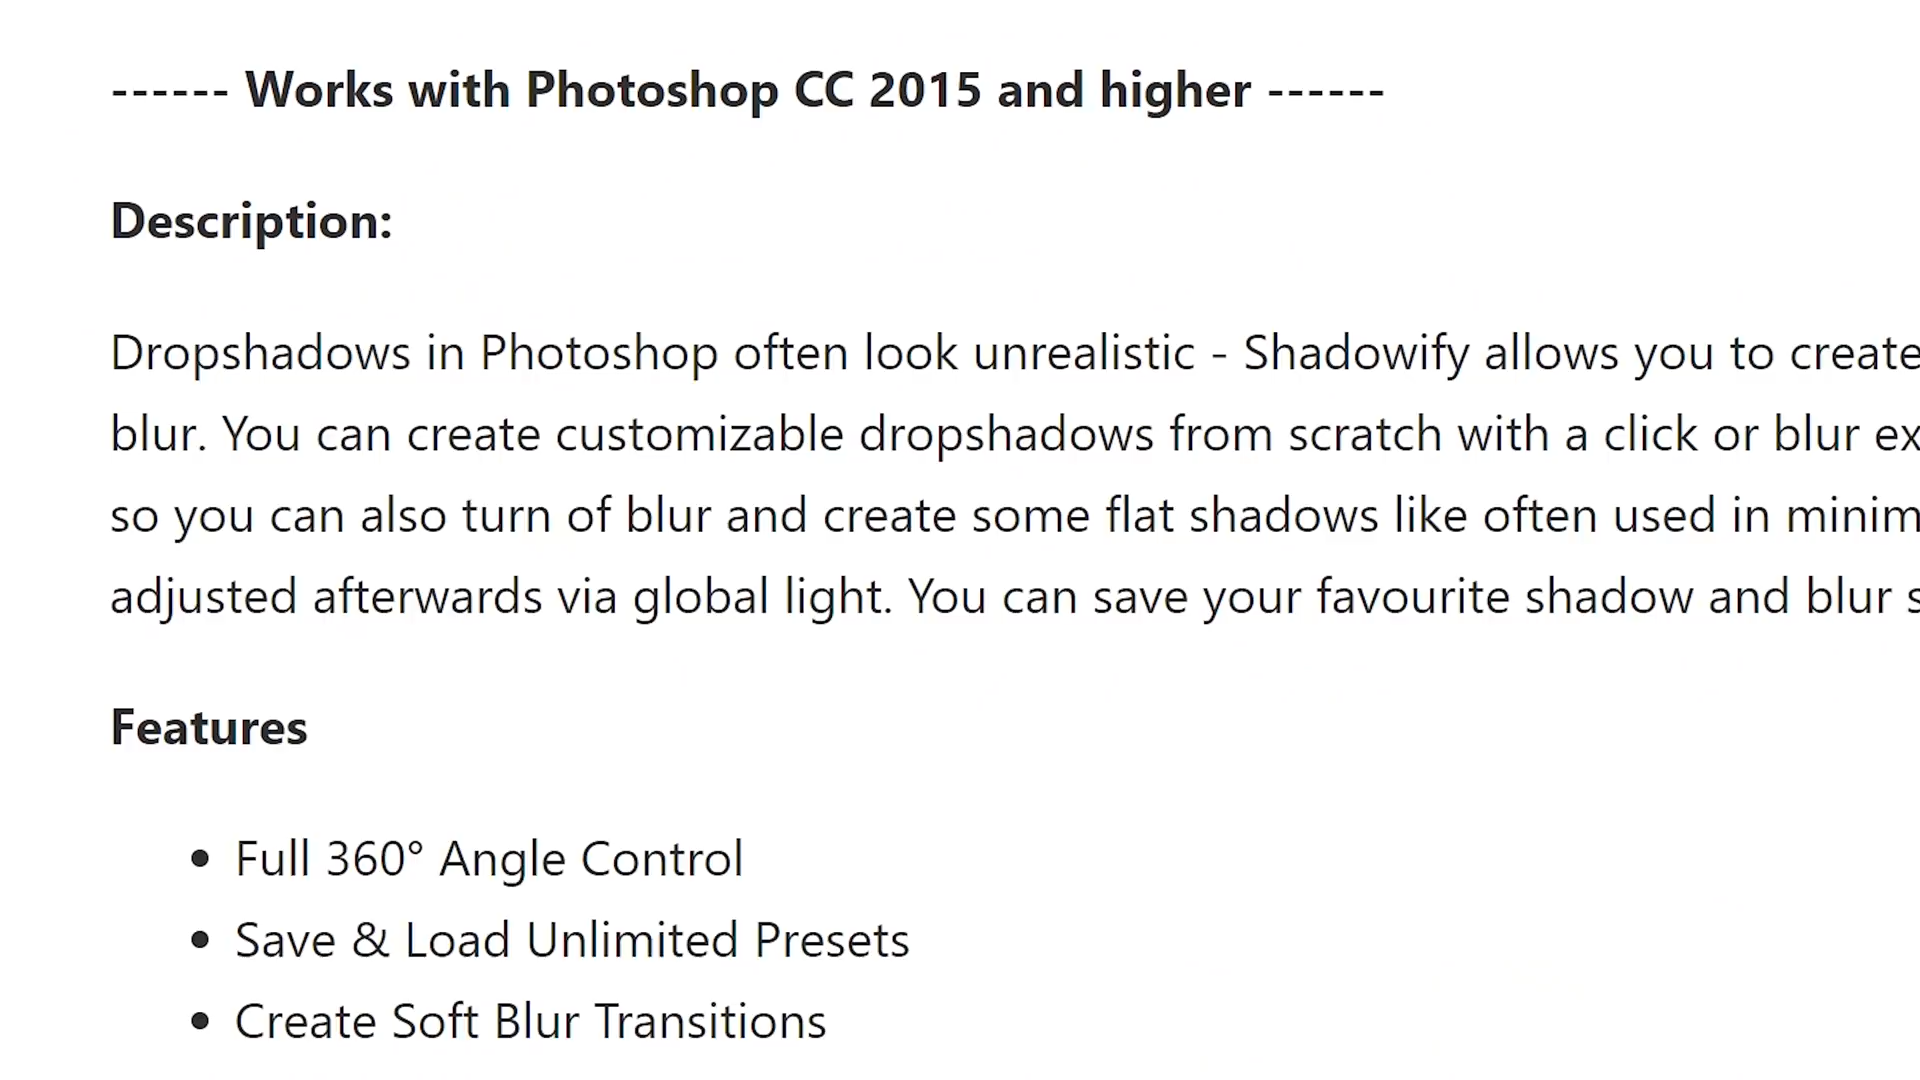 ------ Works with Photoshop CC 2015 and higher ------
Description:
Dropshadows in Photoshop often look unrealistic - Shadowify allows you to create
blur. You can create customizable dropshadows from scratch with a click or blur
so you can also turn of blur and create some flat shadows like often used in
adjusted afterwards via global light. You can save your favourite shadow and blur
Features
• Full 360° Angle Control
• Save & Load Unlimited Presets
• Create Soft Blur Transitions